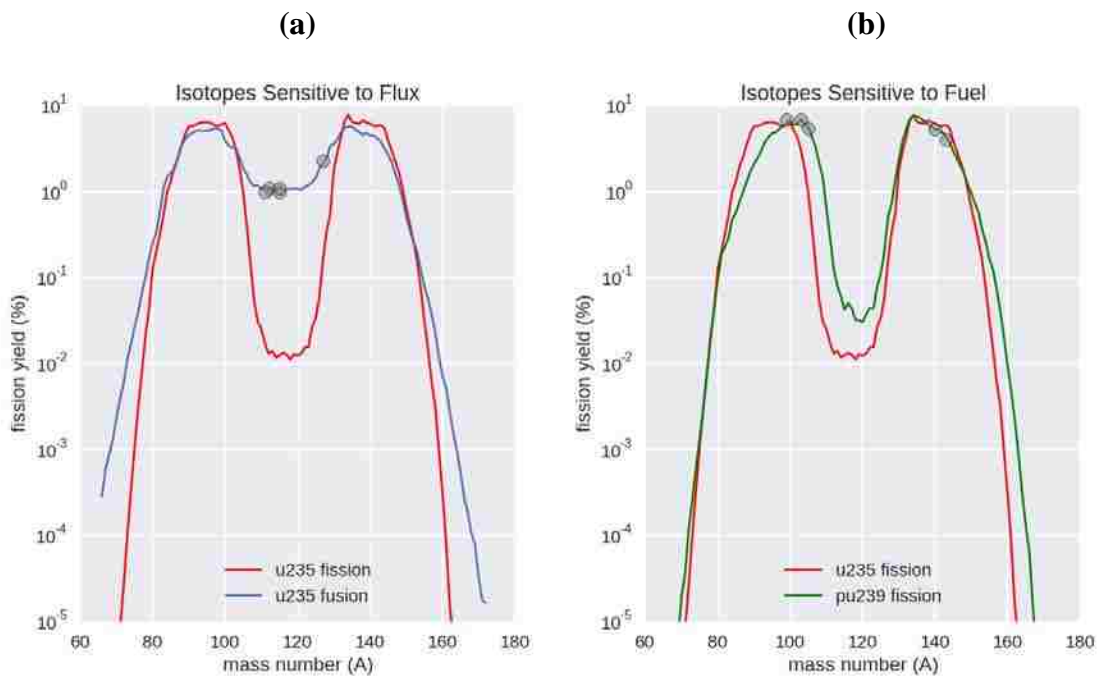 (a)
(b)
Isotopes Sensitive to Flux
Isotopes Sensitive to Fuel
fission yield (%)
10^1
10^0
10^-1
10^-2
10^-3
10^-4
10^-5
u235 fission
u235 fusion
60 80 100 120 140 160 180
mass number (A)
fission yield (%)
10^1
10^0
10^-1
10^-2
10^-3
10^-4
10^-5
u235 fission
pu239 fission
60 80 100 120 140 160 180
mass number (A)